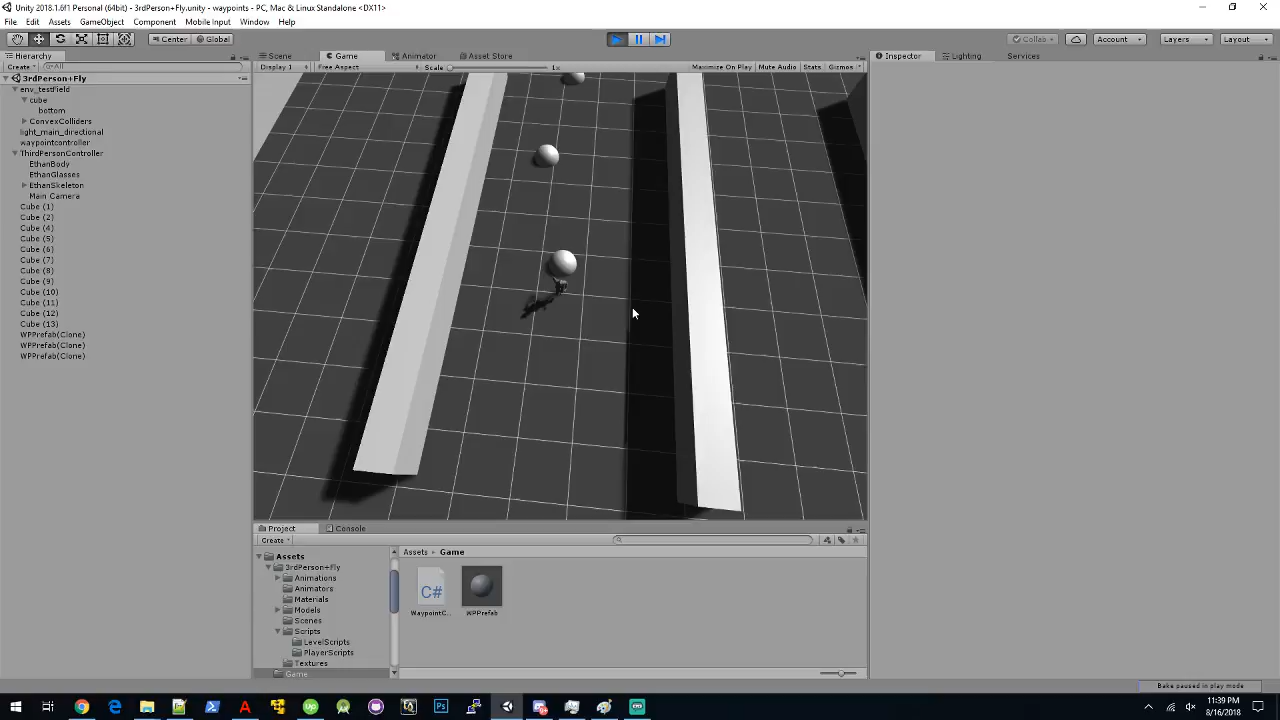 Unity 2018.1.6f1 Personal (64bit) - 3rdPerson+Fly.unity - waypoints - PC, Mac & Linux Standalone <DX11>
File Edit Assets GameObject Component Mobile Input Window Help
Center Global Collab Account Layers Layout
Hierarchy Scene Game Animator Asset Store Inspector Lighting Services
Create All Display 1 Free Aspect Scale 1x Maximize On Play Mute Audio Stats Gizmos
3rdPerson+Fly
env_testField
cube
bottom
ConvexColliders
light_main_directional
waypointcontroller
ThirdPersonController
EthanBody
EthanGlasses
EthanSkeleton
Main Camera
Cube (1)
Cube (2)
Cube (4)
Cube (5)
Cube (6)
Cube (7)
Cube (8)
Cube (9)
Cube (10)
Cube (11)
Cube (12)
Cube (13)
WPPrefab(Clone)
WPPrefab(Clone)
WPPrefab(Clone)
Project Console
Create
Assets
3rdPerson+Fly
Animations
Animators
Materials
Models
Scenes
Scripts
LevelScripts
PlayerScripts
Textures
Game
Assets Game
C#
WaypointC... WPPrefab
Bake paused in play mode
11:39 PM
8/16/2018